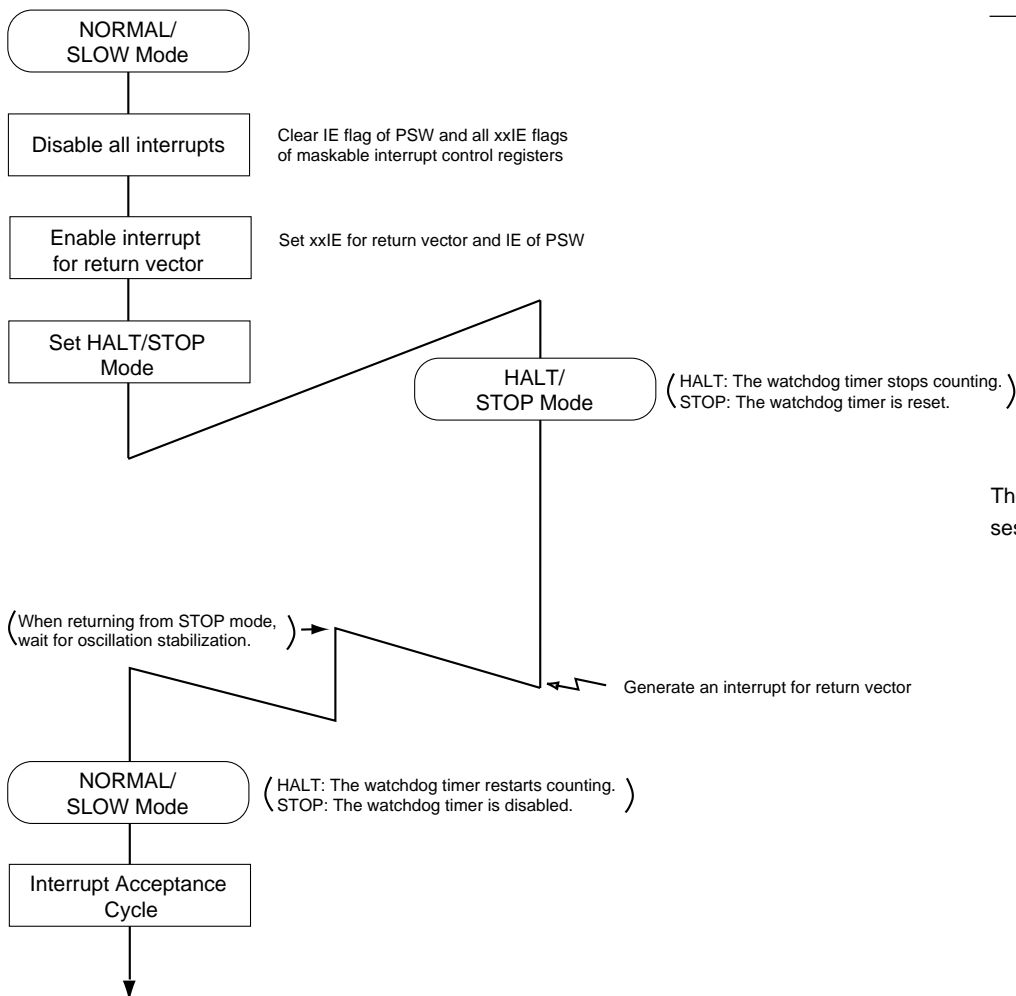 NORMAL/
SLOW Mode
Disable all interrupts
Clear IE flag of PSW and all xxIE flags
of maskable interrupt control registers
Enable interrupt
for return vector
Set xxIE for return vector and IE of PSW
Set HALT/STOP
Mode
HALT/
STOP Mode
(HALT: The watchdog timer stops counting.
STOP: The watchdog timer is reset.)
Th
ses
(When returning from STOP mode,
wait for oscillation stabilization.)
Generate an interrupt for return vector
NORMAL/
SLOW Mode
(HALT: The watchdog timer restarts counting.
STOP: The watchdog timer is disabled.)
Interrupt Acceptance
Cycle